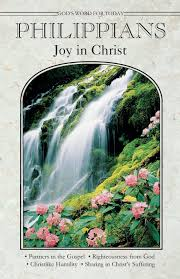 GOD'S WORD FOR TODAY
PHILIPPIANS
Joy in Christ
• Partners in the Gospel • Righteousness from God
• Christlike Humility • Sharing in Christ's Suffering